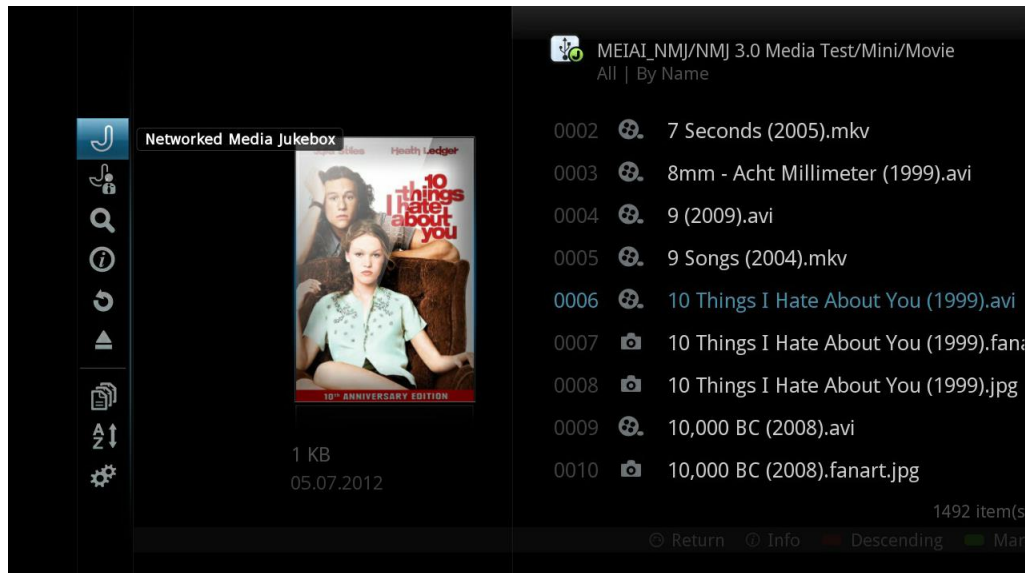 MEIAI_NMJ/NMJ 3.0 Media Test/Mini/Movie
All | By Name
Networked Media Jukebox
Heath Ledger
10
things
I hate
about
you
10th ANNIVERSARY EDITION
1 KB
05.07.2012
0002 7 Seconds (2005).mkv
0003 8mm - Acht Millimeter (1999).avi
0004 9 (2009).avi
0005 9 Songs (2004).mkv
0006 10 Things I Hate About You (1999).avi
0007 10 Things I Hate About You (1999).fana
0008 10 Things I Hate About You (1999).jpg
0009 10,000 BC (2008).avi
0010 10,000 BC (2008).fanart.jpg
1492 item(s
Return Info Descending Mar